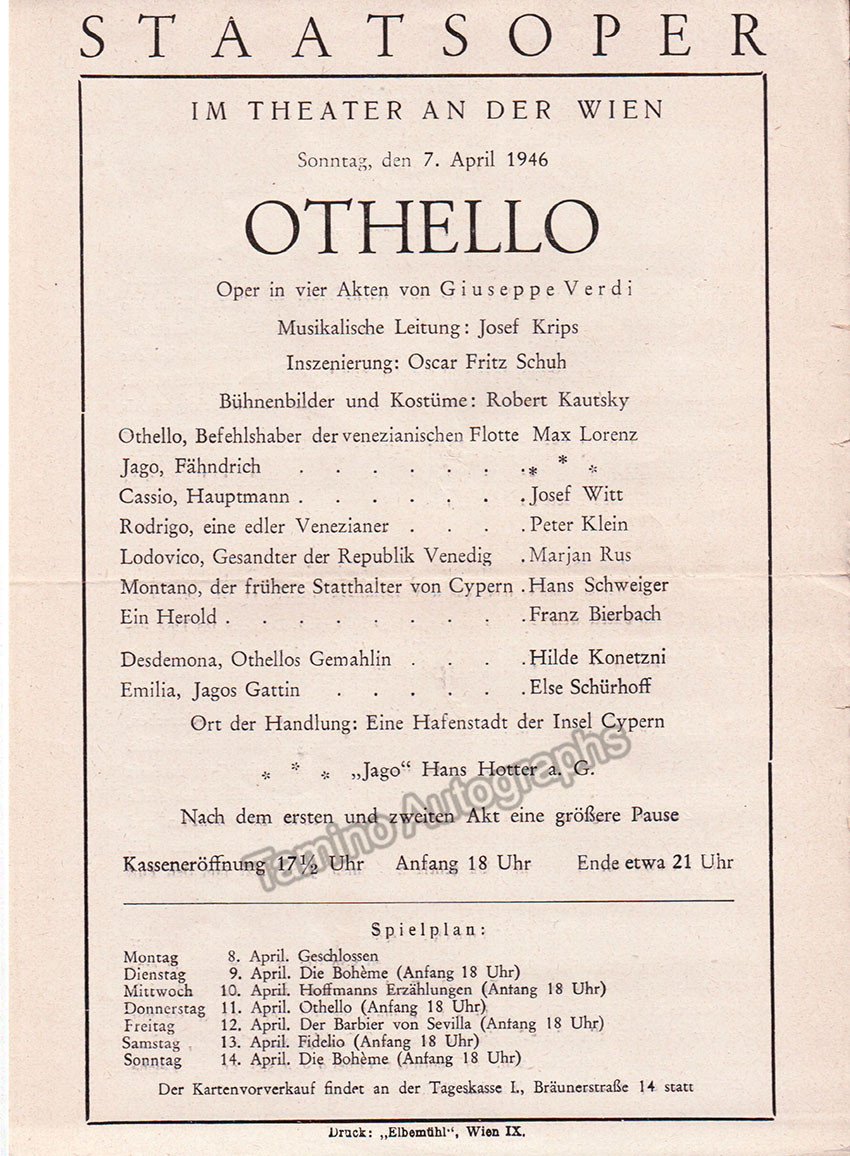 STAATSOPER
IM THEATER AN DER WIEN
Sonntag, den 7. April 1946
OTHELLO
Oper in vier Akten von Giuseppe Verdi
Musikalische Leitung: Josef Krips
Inszenierung: Oscar Fritz Schuh
Bühnenbilder und Kostüme: Robert Kautsky
Othello, Befehlshaber der venezianischen Flotte Max Lorenz
Jago, Fähndrich . . . . . . . * * *
Cassio, Hauptmann . . . . . . . Josef Witt
Rodrigo, eine edler Venezianer . . . . Peter Klein
Lodovico, Gesandter der Republik Venedig . Marjan Rus
Montano, der frühere Statthalter von Cypern . Hans Schweiger
Ein Herold . . . . . . . . . Franz Bierbach
Desdemona, Othellos Gemahlin . . . . Hilde Konetzni
Emilia, Jagos Gattin . . . . . . Else Schürhoff
Ort der Handlung: Eine Hafenstadt der Insel Cypern
* * * „Jago“ Hans Hotter a. G.
Tamino Autographs
Nach dem ersten und zweiten Akt eine größere Pause
Kasseneröffnung 17½ Uhr Anfang 18 Uhr Ende etwa 21 Uhr
Spielplan:
Montag 8. April. Geschlossen
Dienstag 9. April. Die Bohème (Anfang 18 Uhr)
Mittwoch 10. April. Hoffmanns Erzählungen (Anfang 18 Uhr)
Donnerstag 11. April. Othello (Anfang 18 Uhr)
Freitag 12. April. Der Barbier von Sevilla (Anfang 18 Uhr)
Samstag 13. April. Fidelio (Anfang 18 Uhr)
Sonntag 14. April. Die Bohème (Anfang 18 Uhr)
Der Kartenvorverkauf findet an der Tageskasse I., Bräunerstraße 14 statt
Druck: „Elbemühl“, Wien IX.